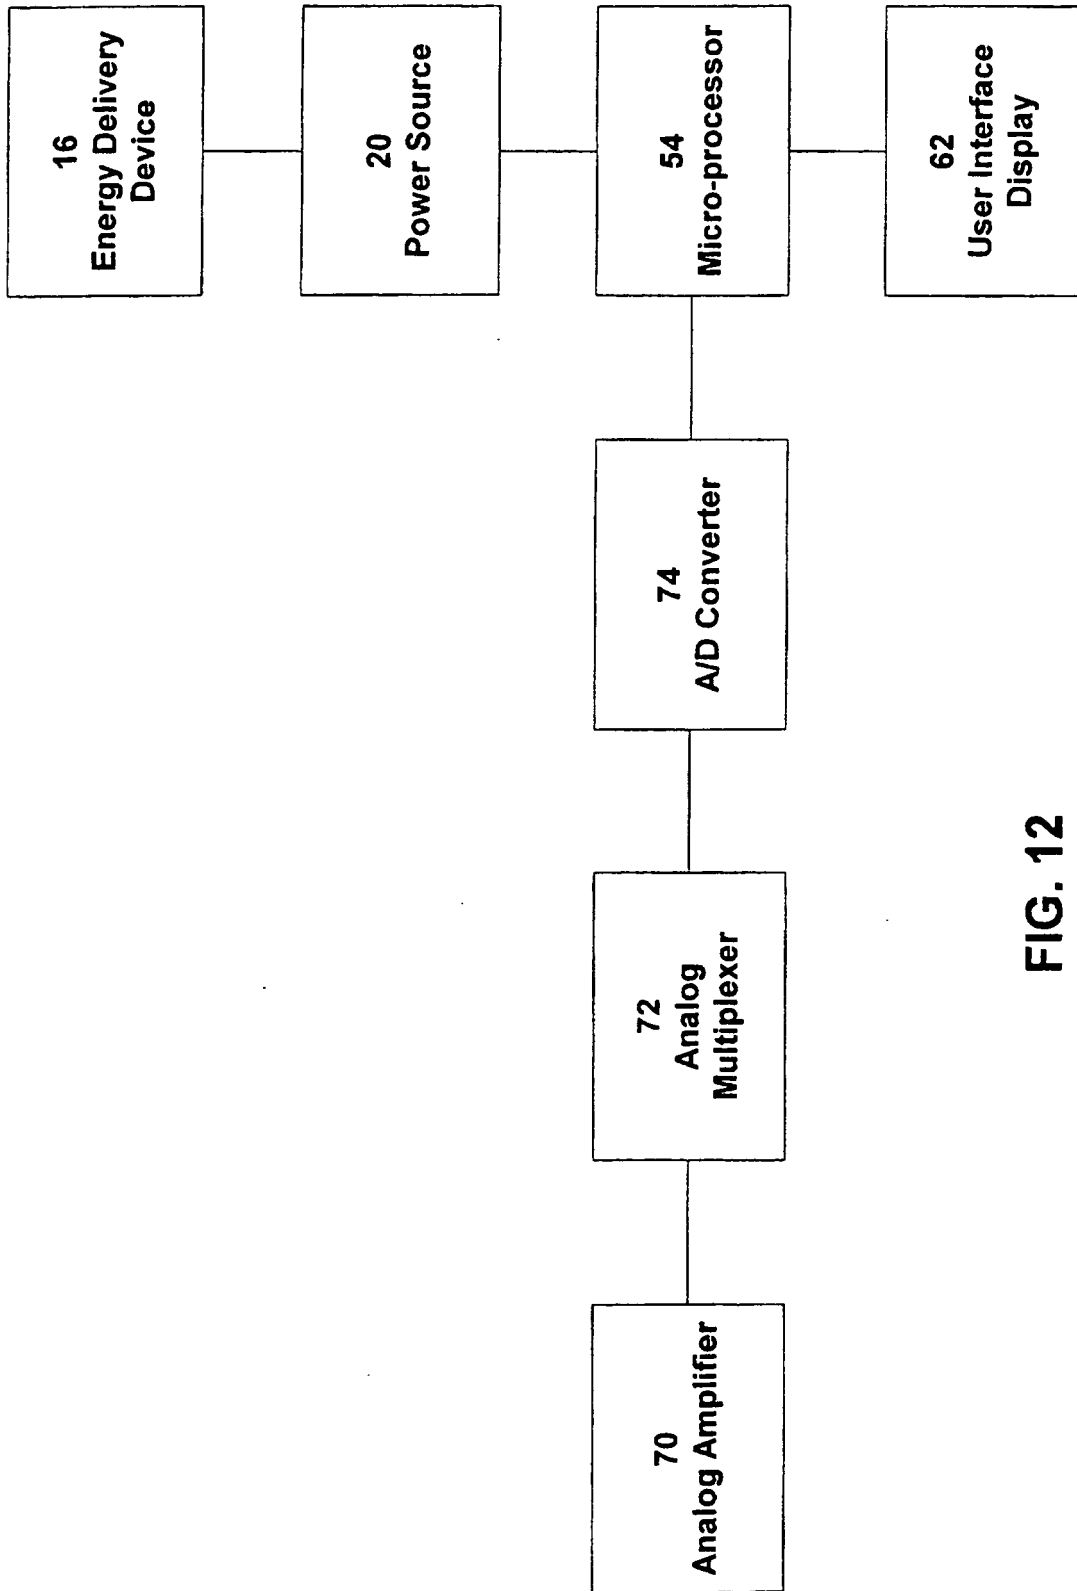 70
Analog Amplifier
72
Analog
Multiplexer
74
A/D Converter
16
Energy Delivery
Device
20
Power Source
54
Micro-processor
62
User Interface
Display
FIG. 12